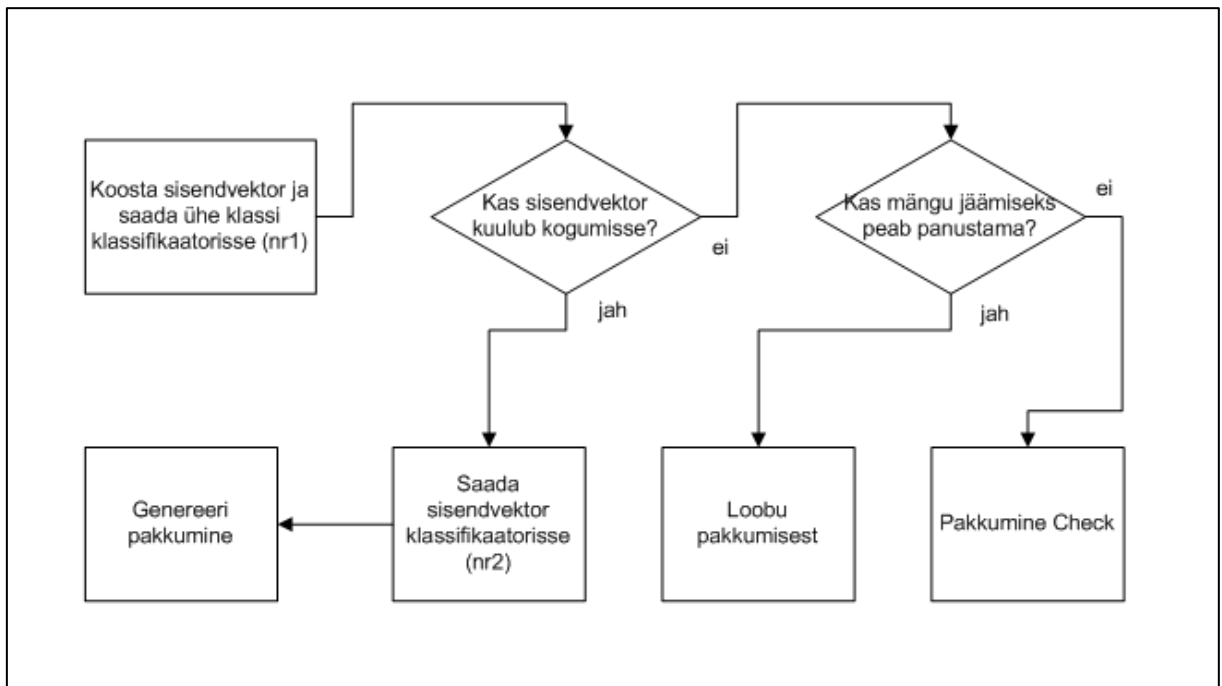 Koosta sisendvektor ja
saada ühe klassi
klassifikaatorisse (nr1)
Kas sisendvektor
kuulub kogumisse?
ei
jah
Kas mängu jäämiseks
peab panustama?
ei
jah
Genereeri
pakkumine
Saada
sisendvektor
klassifikaatorisse
(nr2)
Loobu
pakkumisest
Pakkumine Check